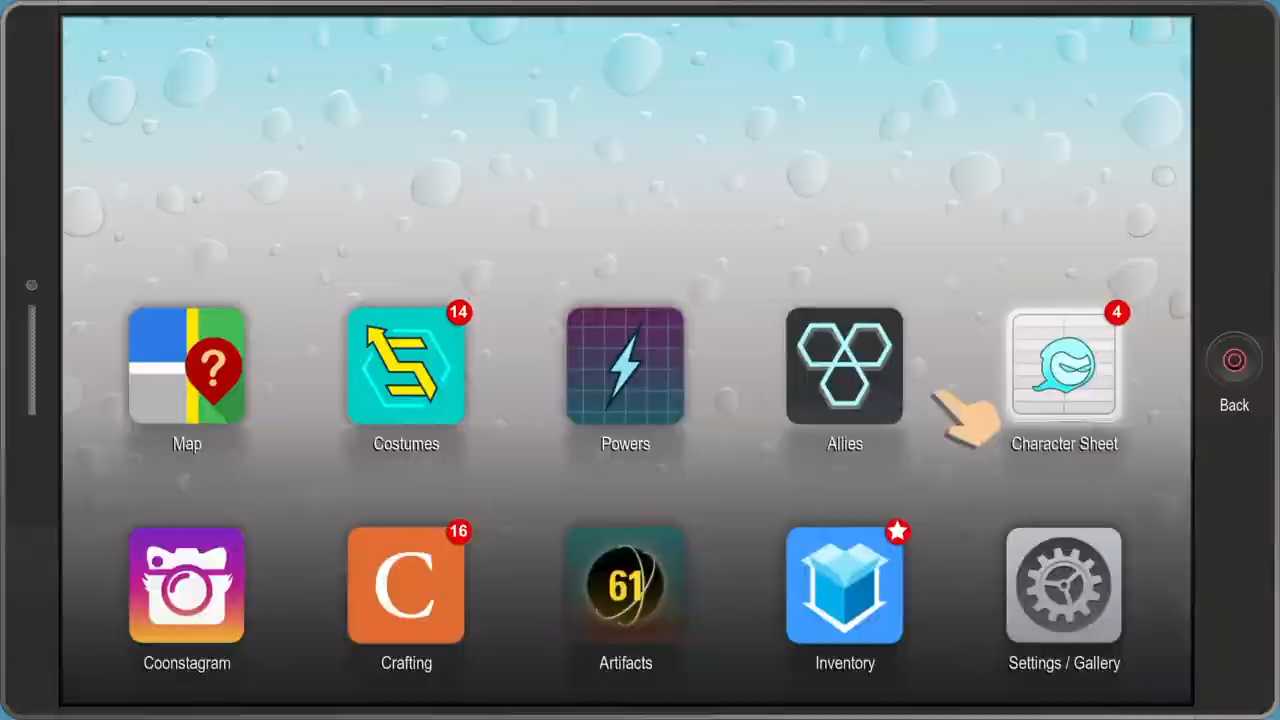 14
4
?
Map
Costumes
Powers
Allies
Character Sheet
Back
16
C
61
Coonstagram
Crafting
Artifacts
Inventory
Settings / Gallery